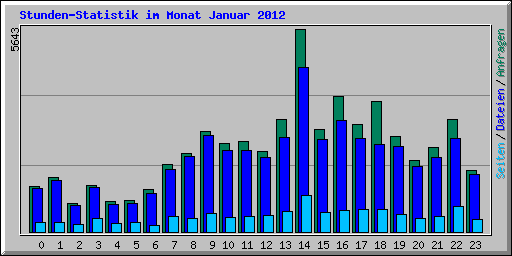 Stunden-Statistik im Monat Januar 2012
5643
Seiten / Dateien / Anfragen
0 1 2 3 4 5 6 7 8 9 10 11 12 13 14 15 16 17 18 19 20 21 22 23